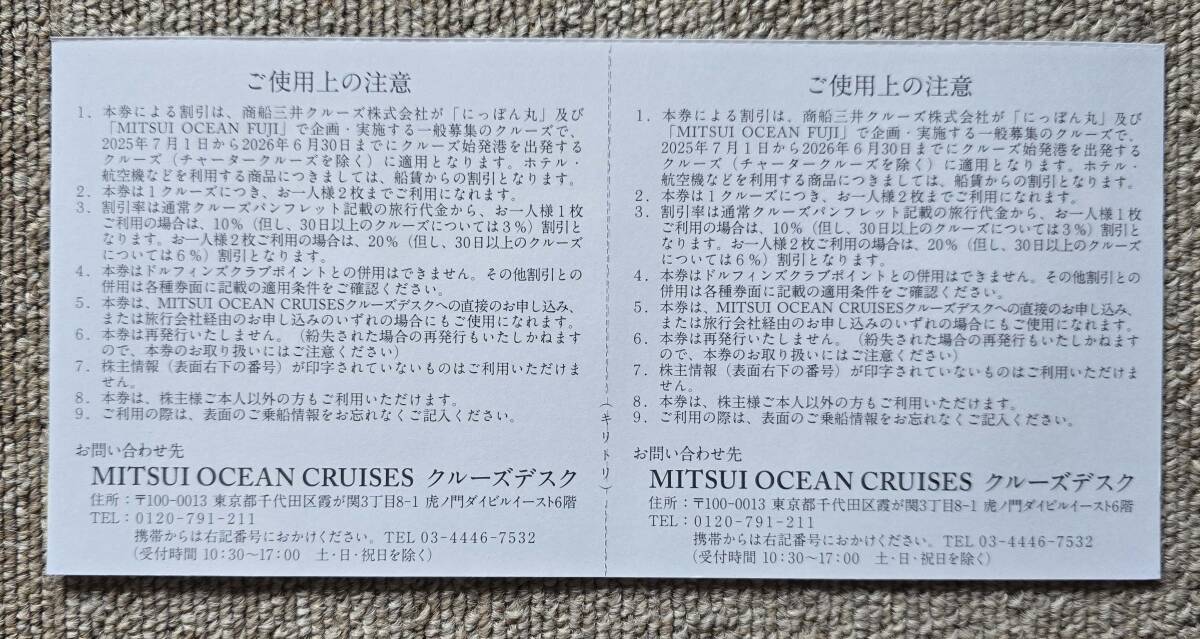 ご使用上の注意
1．本券による割引は、商船三井クルーズ株式会社が「にっぽん丸」及び
「MITSUI OCEAN FUJI」で企画・実施する一般募集のクルーズで、
2025年７月１日から2026年６月30日までにクルーズ始発港を出発する
クルーズ（チャータークルーズを除く）に適用となります。ホテル・
航空機などを利用する商品につきましては、船賃からの割引となります。
2．本券は１クルーズにつき、お一人様２枚までご利用になれます。
3．割引率は通常クルーズパンフレット記載の旅行代金から、お一人様１枚
ご利用の場合は、10％（但し、30日以上のクルーズについては３％）割引と
なります。お一人様２枚ご利用の場合は、20％（但し、30日以上のクルーズ
については６％）割引となります。
4．本券はドルフィンズクラブポイントとの併用はできません。その他割引との
併用は各種券面に記載の適用条件をご確認ください。
5．本券は、MITSUI OCEAN CRUISESクルーズデスクへの直接のお申し込み、
または旅行会社経由のお申し込みのいずれの場合にもご使用になれます。
6．本券は再発行いたしません。（紛失された場合の再発行もいたしかねます
ので、本券のお取り扱いにはご注意ください）
7．株主情報（表面右下の番号）が印字されていないものはご利用いただけま
せん。
8．本券は、株主様ご本人以外の方もご利用いただけます。
9．ご利用の際は、表面のご乗船情報をお忘れなくご記入ください。
お問い合わせ先
MITSUI OCEAN CRUISES クルーズデスク
住所：〒100-0013 東京都千代田区霞が関3丁目8-1 虎ノ門ダイビルイースト6階
TEL：0120-791-211
携帯からは右記番号におかけください。TEL 03-4446-7532
（受付時間 10:30〜17:00　土・日・祝日を除く）
（キリトリ）
ご使用上の注意
1．本券による割引は、商船三井クルーズ株式会社が「にっぽん丸」及び
「MITSUI OCEAN FUJI」で企画・実施する一般募集のクルーズで、
2025年７月１日から2026年６月30日までにクルーズ始発港を出発する
クルーズ（チャータークルーズを除く）に適用となります。ホテル・
航空機などを利用する商品につきましては、船賃からの割引となります。
2．本券は１クルーズにつき、お一人様２枚までご利用になれます。
3．割引率は通常クルーズパンフレット記載の旅行代金から、お一人様１枚
ご利用の場合は、10％（但し、30日以上のクルーズについては３％）割引と
なります。お一人様２枚ご利用の場合は、20％（但し、30日以上のクルーズ
については６％）割引となります。
4．本券はドルフィンズクラブポイントとの併用はできません。その他割引との
併用は各種券面に記載の適用条件をご確認ください。
5．本券は、MITSUI OCEAN CRUISESクルーズデスクへの直接のお申し込み、
または旅行会社経由のお申し込みのいずれの場合にもご使用になれます。
6．本券は再発行いたしません。（紛失された場合の再発行もいたしかねます
ので、本券のお取り扱いにはご注意ください）
7．株主情報（表面右下の番号）が印字されていないものはご利用いただけま
せん。
8．本券は、株主様ご本人以外の方もご利用いただけます。
9．ご利用の際は、表面のご乗船情報をお忘れなくご記入ください。
お問い合わせ先
MITSUI OCEAN CRUISES クルーズデスク
住所：〒100-0013 東京都千代田区霞が関3丁目8-1 虎ノ門ダイビルイースト6階
TEL：0120-791-211
携帯からは右記番号におかけください。TEL 03-4446-7532
（受付時間 10:30〜17:00　土・日・祝日を除く）